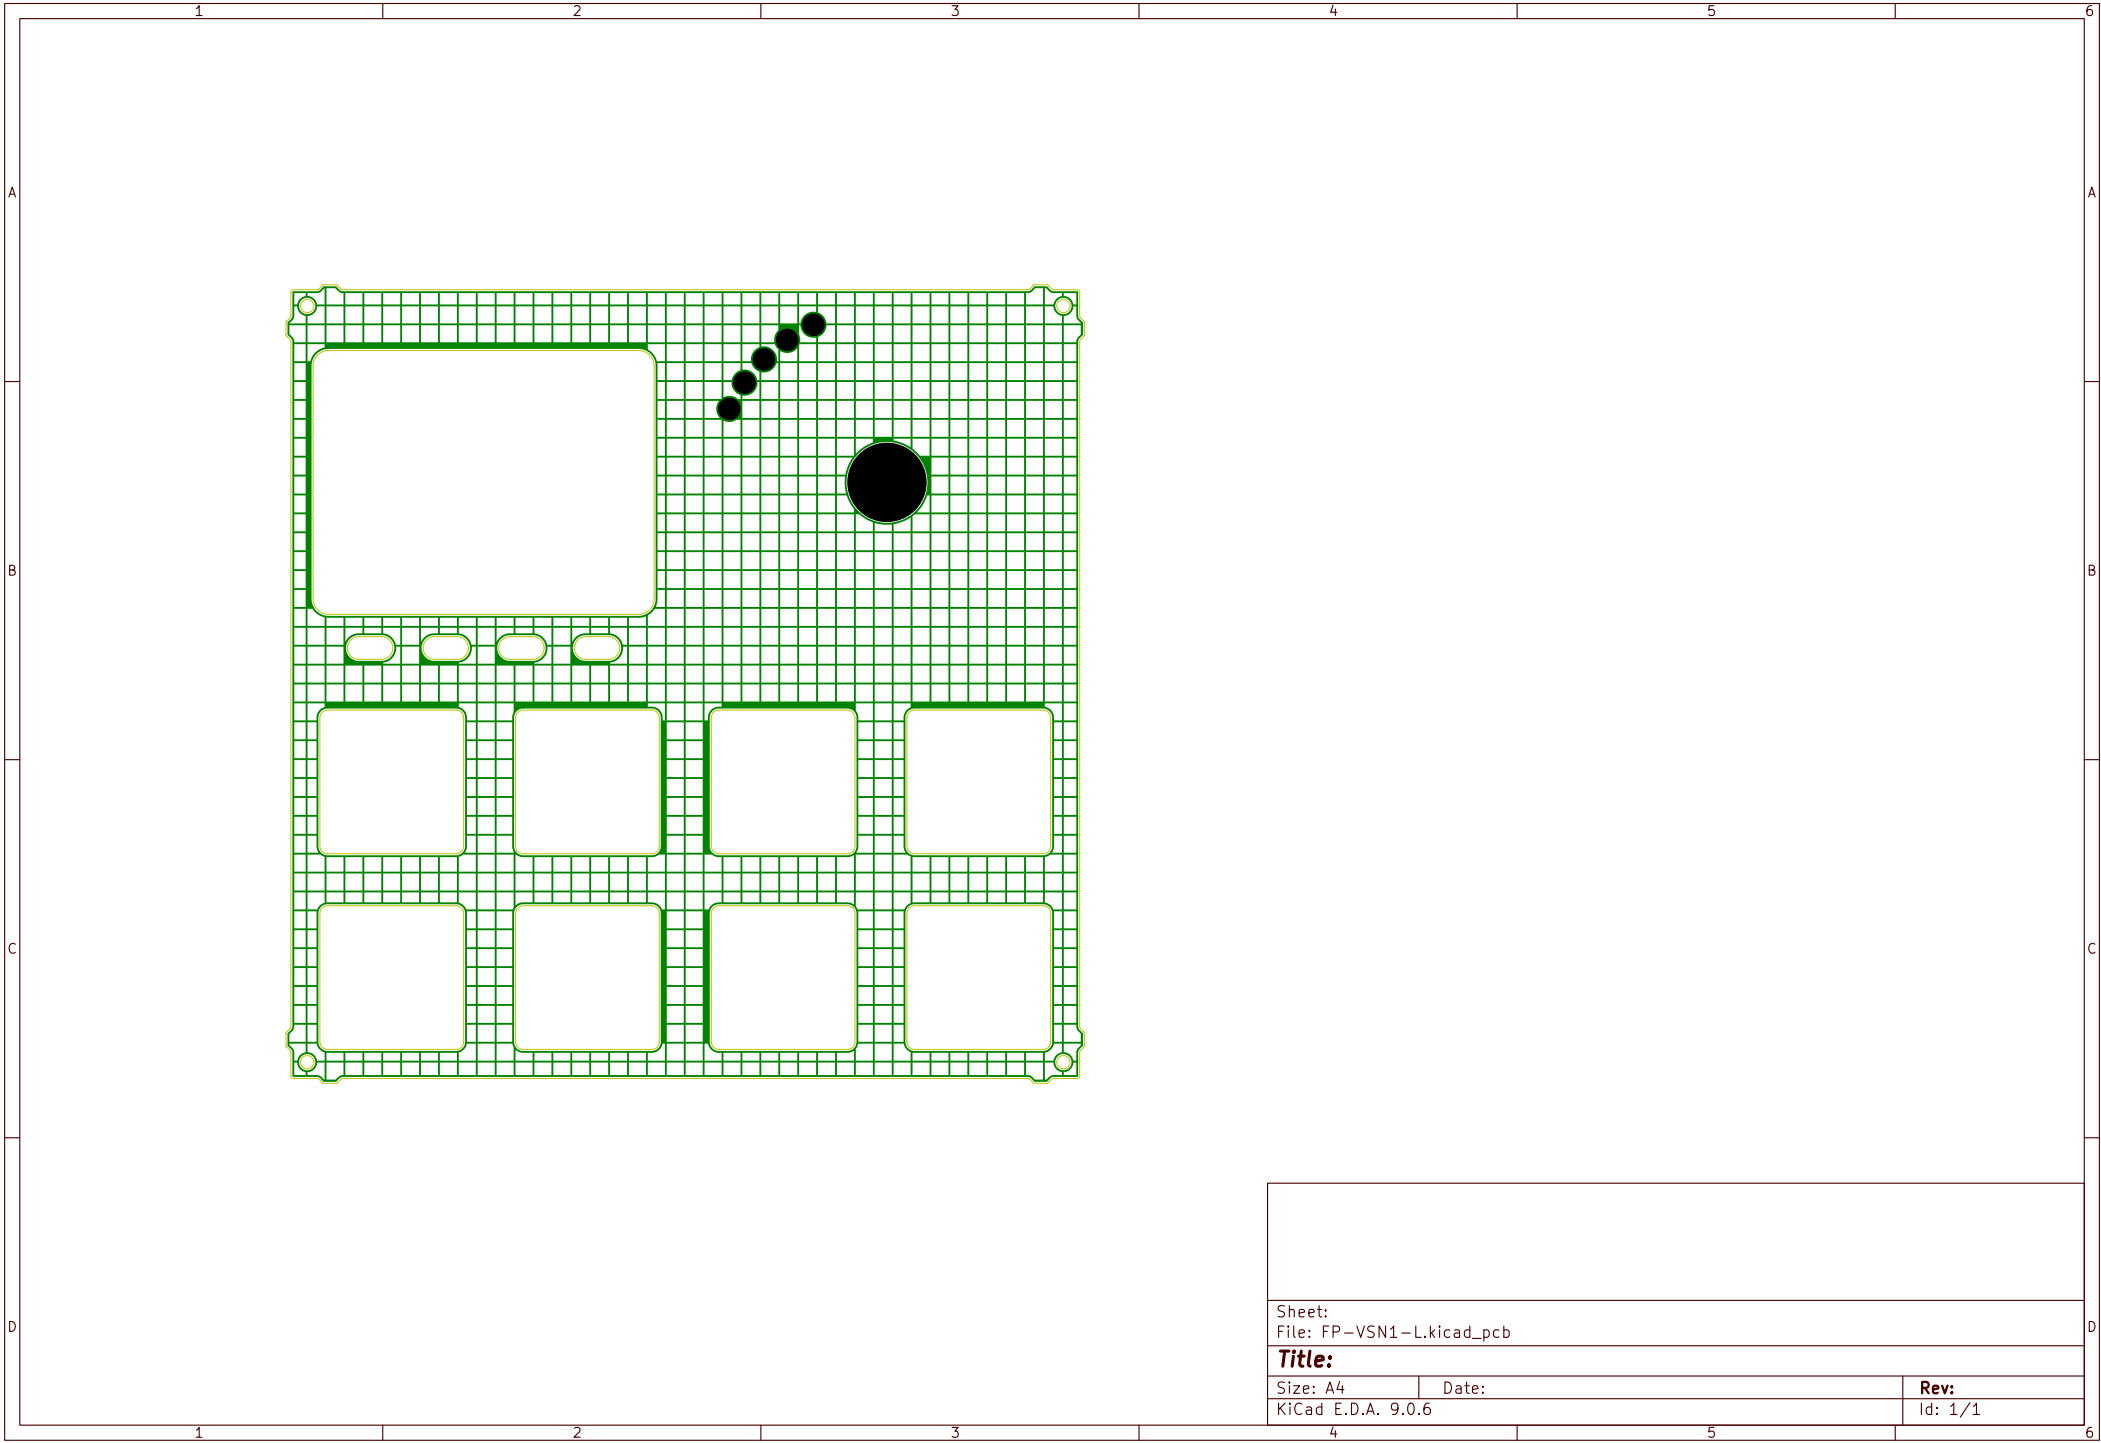 1 2 3 4 5 6
A A
B B
C C
Sheet:
File: FP-VSN1-L.kicad_pcb
D D
Title:
Size: A4 Date: Rev:
KiCad E.D.A. 9.0.6 Id: 1/1
1 2 3 4 5 6